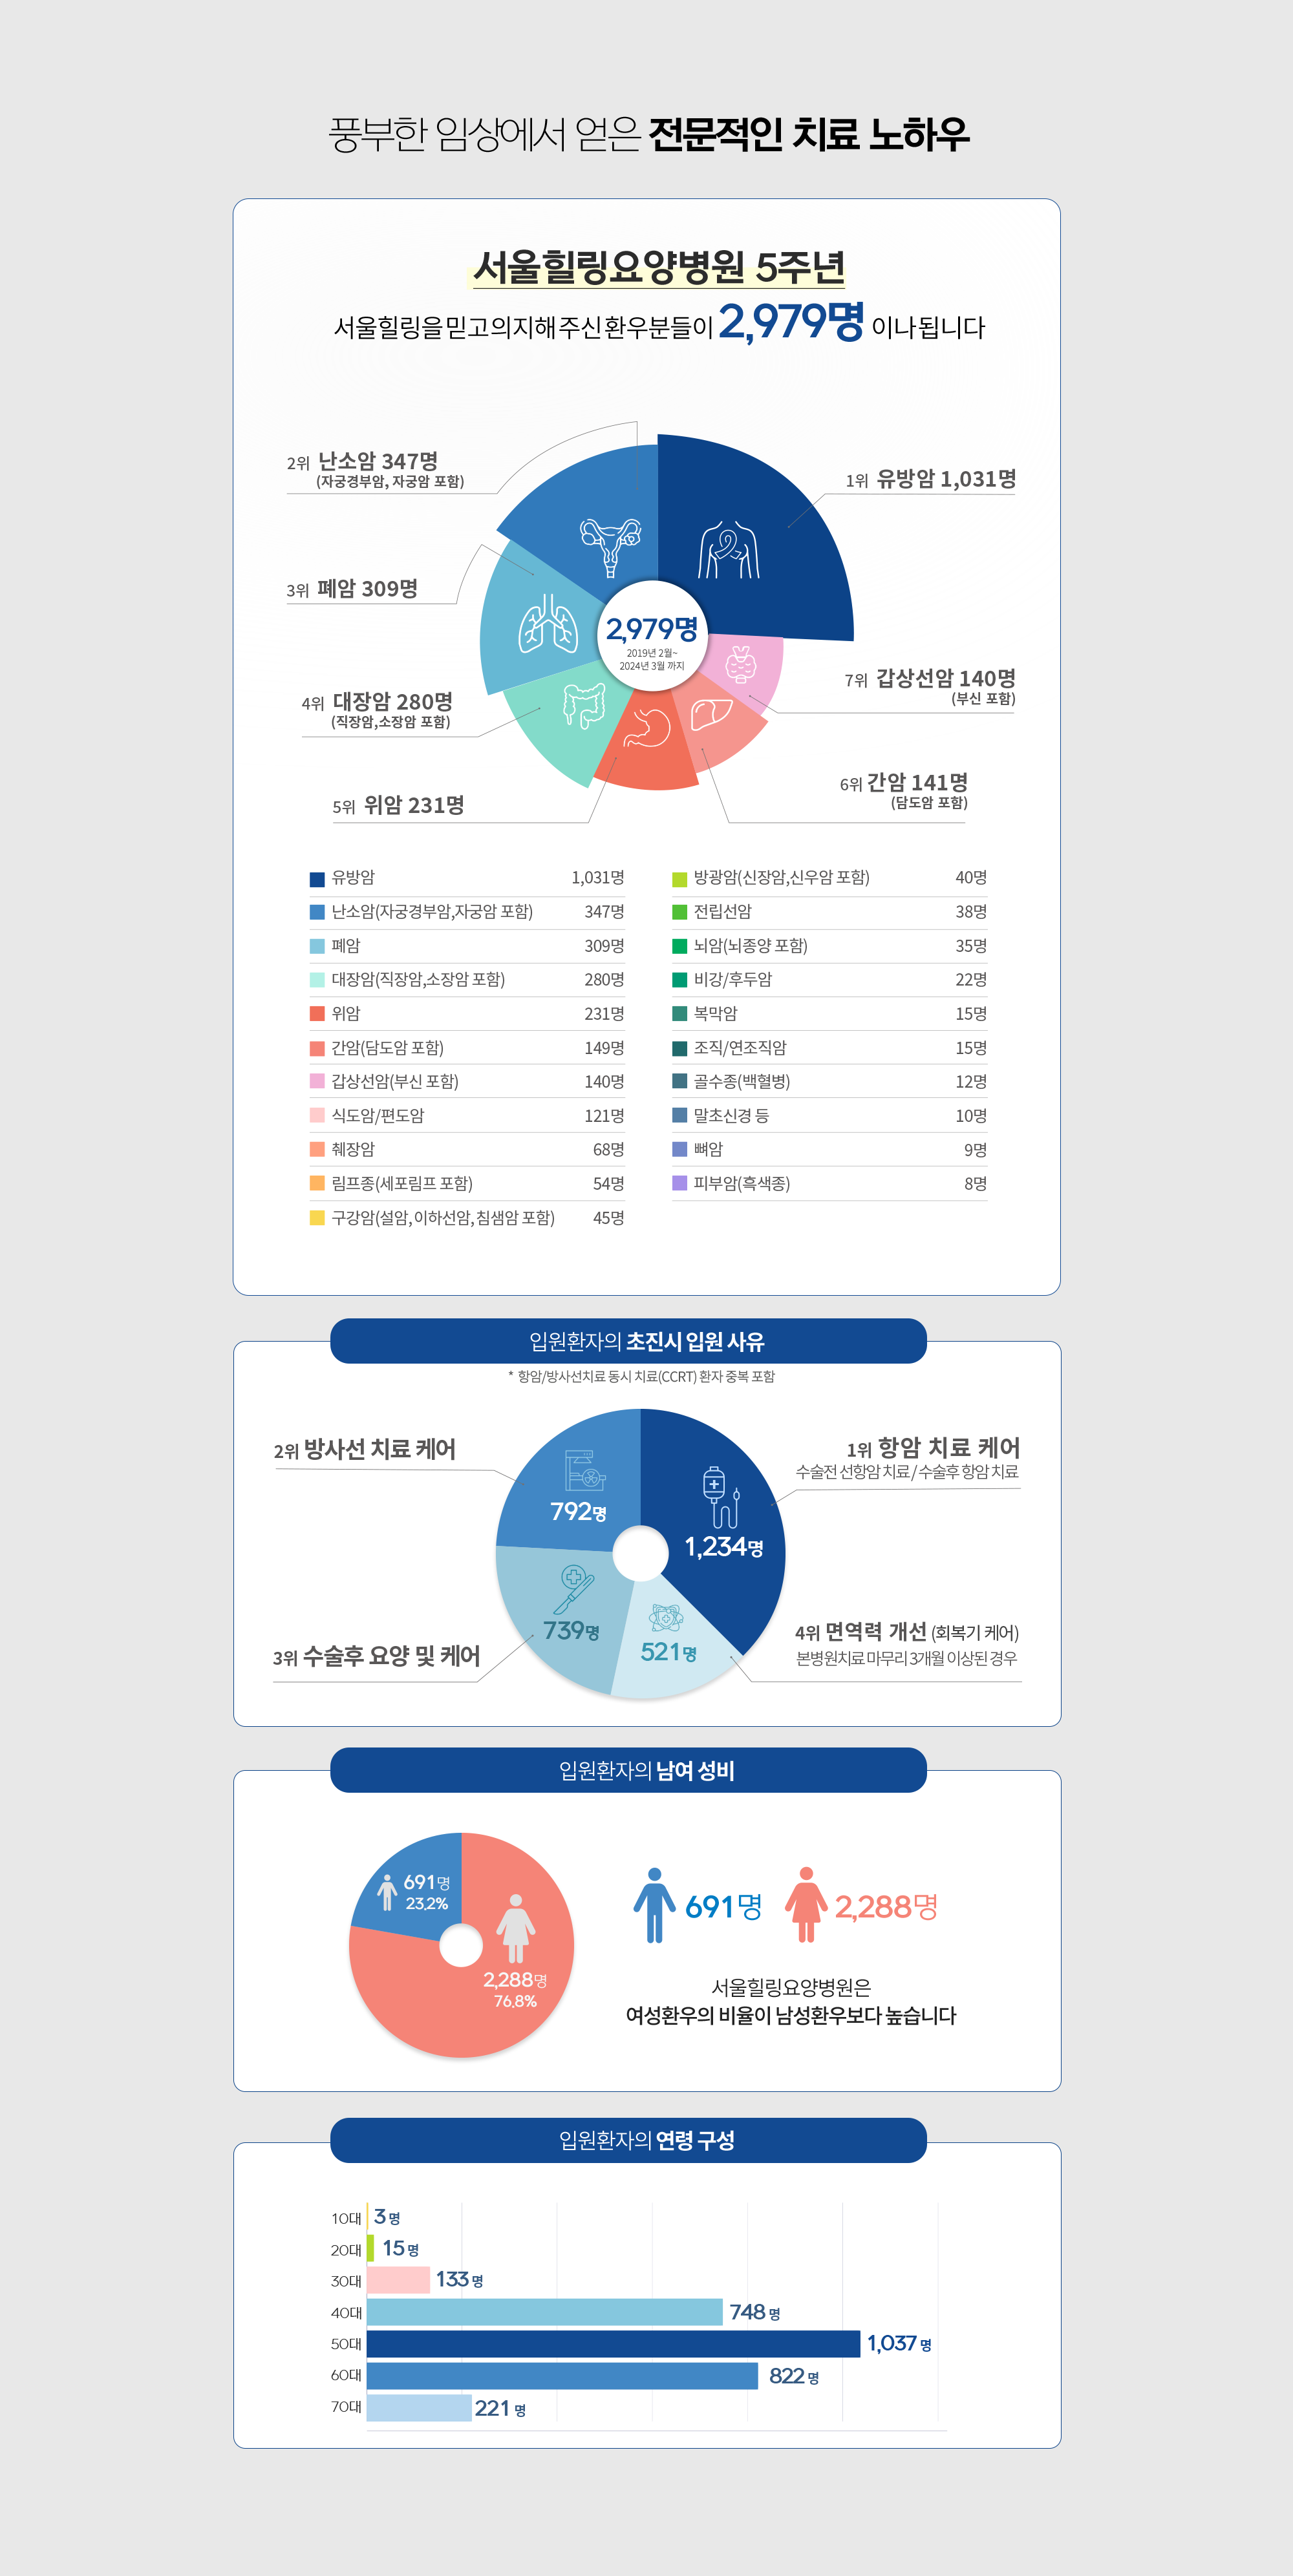 풍부한 임상에서 얻은 전문적인 치료 노하우
서울힐링요양병원 5주년
서울힐링을 믿고 의지해 주신 환우분들이 2,979명 이나 됩니다
2위 난소암 347명
(자궁경부암, 자궁암 포함)
1위 유방암 1,031명
3위 폐암 309명
2,979명
2019년 2월~
2024년 3월 까지
7위 갑상선암 140명
(부신 포함)
4위 대장암 280명
(직장암,소장암 포함)
6위 간암 141명
(담도암 포함)
5위 위암 231명
유방암 1,031명
난소암(자궁경부암,자궁암 포함) 347명
폐암 309명
대장암(직장암,소장암 포함) 280명
위암 231명
간암(담도암 포함) 149명
갑상선암(부신 포함) 140명
식도암/편도암 121명
췌장암 68명
림프종(세포림프 포함) 54명
구강암(설암,이하선암,침샘암 포함) 45명
방광암(신장암,신우암 포함) 40명
전립선암 38명
뇌암(뇌종양 포함) 35명
비강/후두암 22명
복막암 15명
조직/연조직암 15명
골수종(백혈병) 12명
말초신경 등 10명
뼈암 9명
피부암(흑색종) 8명
입원환자의 초진시 입원 사유
* 항암/방사선치료 동시 치료(CCRT) 환자 중복 포함
2위 방사선 치료 케어
1위 항암 치료 케어
수술전 선항암 치료 / 수술후 항암 치료
792명
1,234명
739명
521명
3위 수술후 요양 및 케어
4위 면역력 개선 (회복기 케어)
본병원치료 마무리 3개월 이상된 경우
입원환자의 남여 성비
691명
23.2%
2,288명
76.8%
691명
2,288명
서울힐링요양병원은
여성환우의 비율이 남성환우보다 높습니다
입원환자의 연령 구성
10대 3명
20대 15명
30대 133명
40대 748명
50대 1,037명
60대 822명
70대 221명